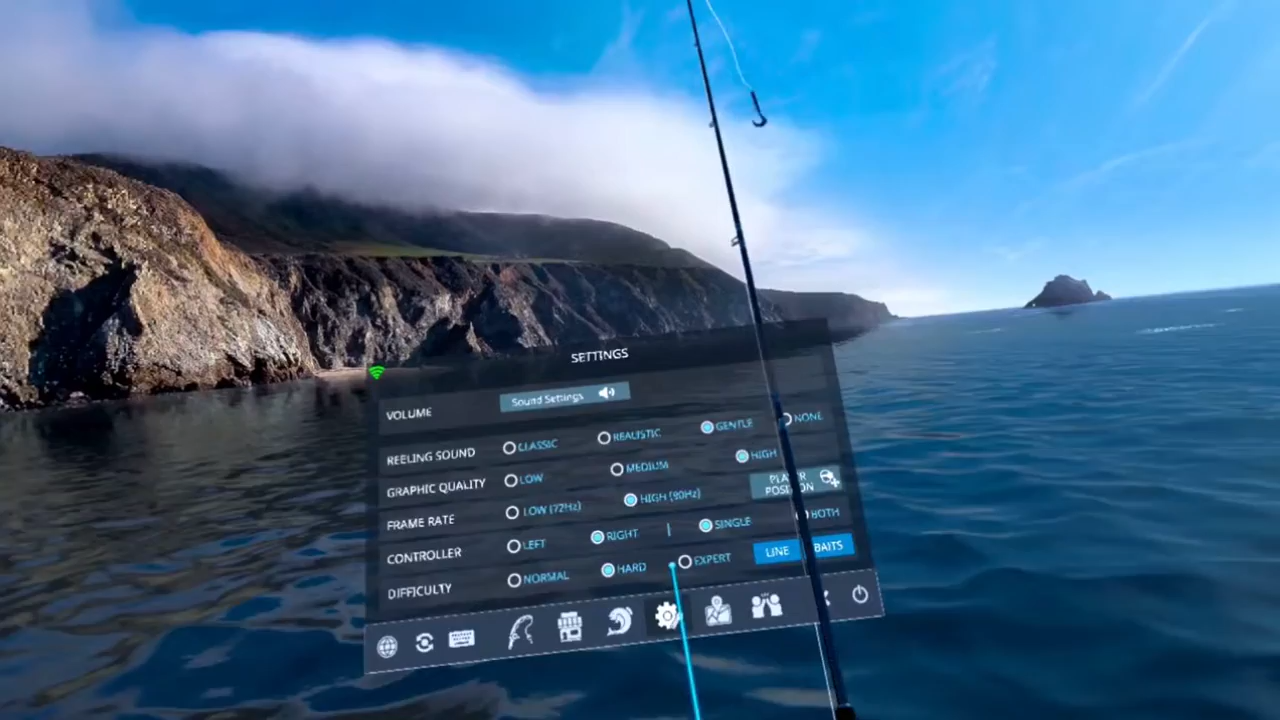 SETTINGS
VOLUME Sound Settings
REELING SOUND CLASSIC REALISTIC GENTLE NONE
GRAPHIC QUALITY LOW MEDIUM HIGH
FRAME RATE LOW (72Hz) HIGH (90Hz) PLAYER POSITION
CONTROLLER LEFT RIGHT | SINGLE BOTH
DIFFICULTY NORMAL HARD EXPERT LINE BAITS